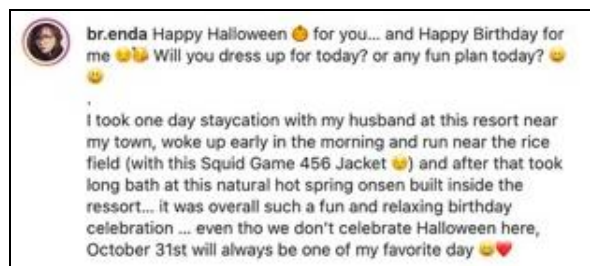 br.enda Happy Halloween 🎃 for you... and Happy Birthday for
me 😉🥳 Will you dress up for today? or any fun plan today? 😄
😃
.
I took one day staycation with my husband at this resort near
my town, woke up early in the morning and run near the rice
field (with this Squid Game 456 Jacket 😉) and after that took
long bath at this natural hot spring onsen built inside the
ressort... it was overall such a fun and relaxing birthday
celebration ... even tho we don't celebrate Halloween here,
October 31st will always be one of my favorite day 😄❤️